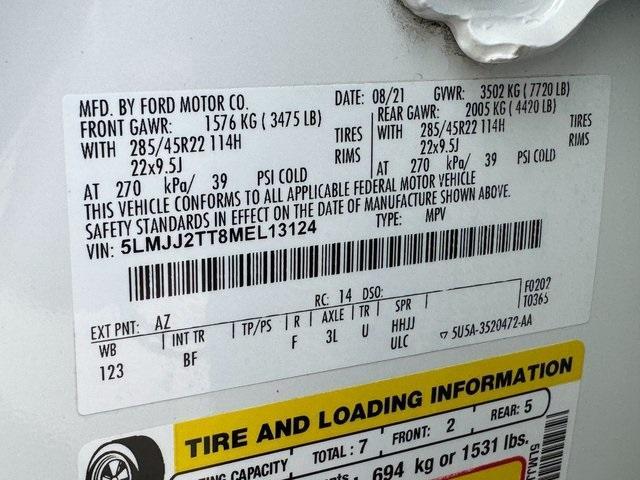 MFD. BY FORD MOTOR CO. DATE: 08/21 GVWR: 3502 KG ( 7720 LB)
FRONT GAWR: 1576 KG ( 3475 LB) REAR GAWR: 2005 KG ( 4420 LB)
WITH 285/45R22 114H TIRES WITH 285/45R22 114H TIRES
22x9.5J RIMS 22x9.5J RIMS
AT 270 kPa/ 39 PSI COLD AT 270 kPa/ 39 PSI COLD
THIS VEHICLE CONFORMS TO ALL APPLICABLE FEDERAL MOTOR VEHICLE
SAFETY STANDARDS IN EFFECT ON THE DATE OF MANUFACTURE SHOWN ABOVE.
VIN: 5LMJJ2TT8MEL13124 TYPE: MPV
F0202
EXT PNT: AZ RC: 14 DSO: T0365
WB INT TR TP/PS R AXLE TR SPR
123 BF F 3L U HHJJ
ULC 5U5A-3520472-AA
TIRE AND LOADING INFORMATION
CAPACITY TOTAL: 7 FRONT: 2 REAR: 5
694 kg or 1531 lbs.
5LMJJ